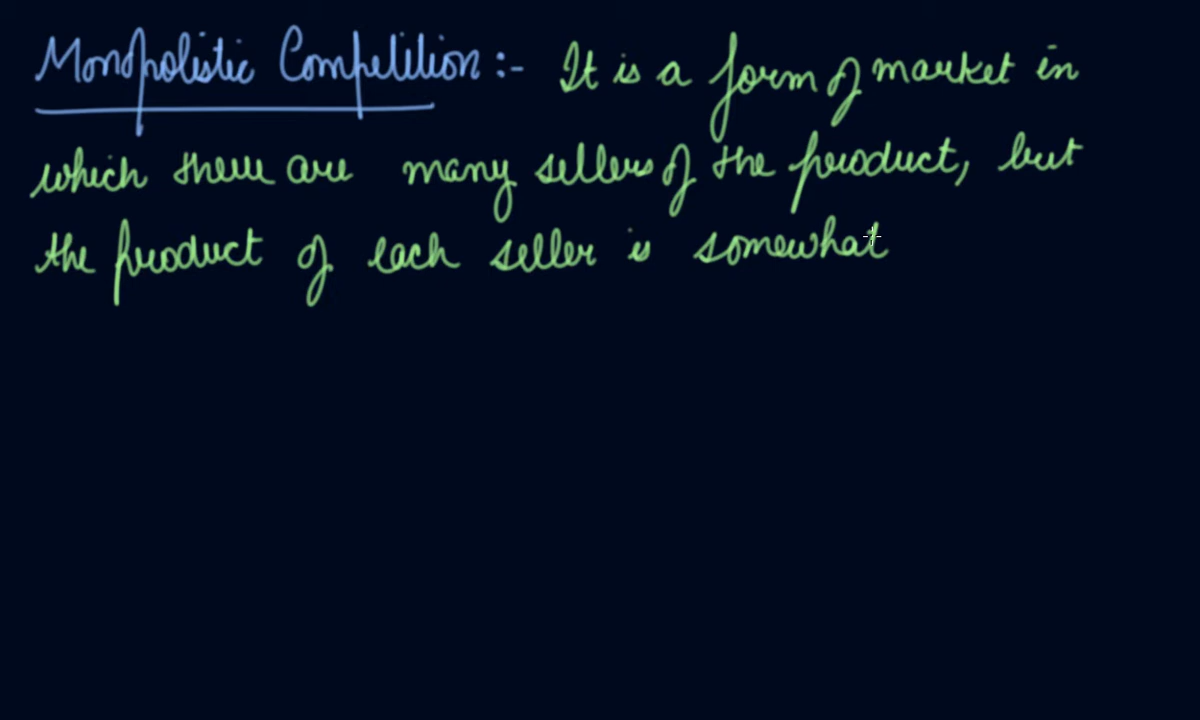 Monopolistic Competition :- It is a form of market in
which there are many sellers of the product, but
the product of each seller is somewhat